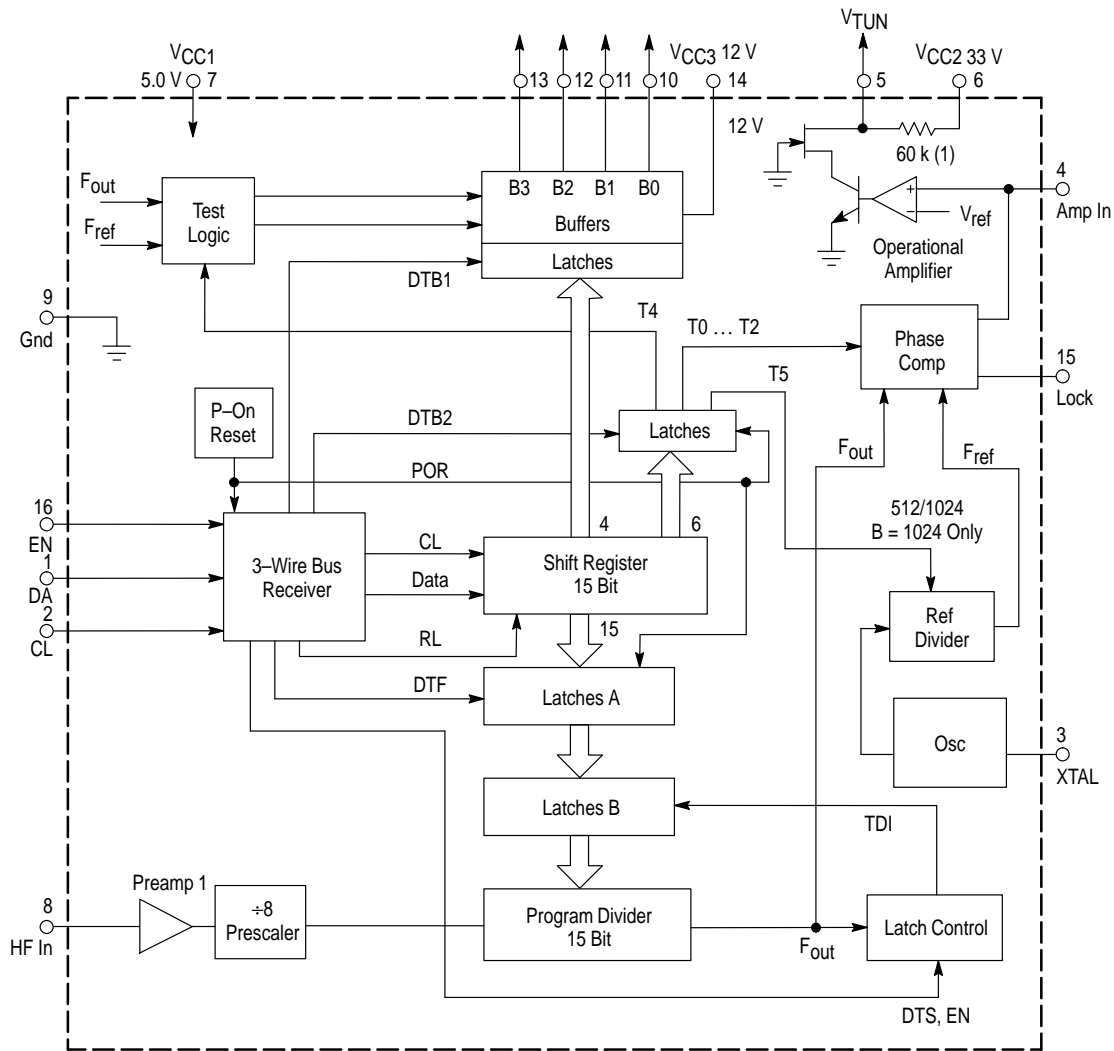 VCC1
5.0 V 7
13
12
11
10
VCC3 12 V
14
VTUN
5
VCC2 33 V
6
12 V
60 k (1)
4
Amp In
Fout
Fref
Test
Logic
B3 B2 B1 B0
Buffers
Latches
+
–
Vref
Operational
Amplifier
DTB1
9
Gnd
T4
T0 … T2
Phase
Comp
15
Lock
T5
P–On
Reset
DTB2
Latches
POR
Fout
Fref
16
EN
1
DA
2
CL
3–Wire Bus
Receiver
CL
Data
RL
4
6
Shift Register
15 Bit
15
512/1024
B = 1024 Only
Ref
Divider
DTF
Latches A
Osc
3
XTAL
Latches B
TDI
8
HF In
Preamp 1
÷8
Prescaler
Program Divider
15 Bit
Fout
Latch Control
DTS, EN